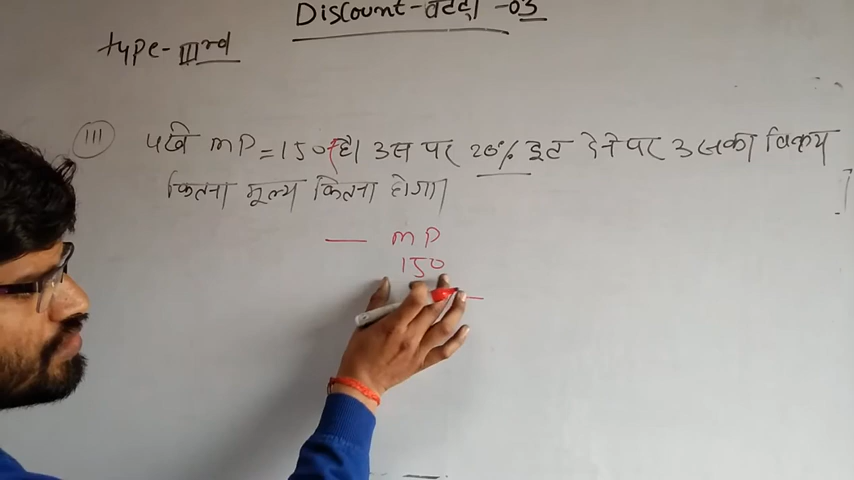 Discount-बट्टा -03
type-IIIrd
(III) पंखे MP=150₹ है। उस पर 20% छूट देने पर उसका विक्रय
कितना मूल्य कितना होगा।
— MP
150